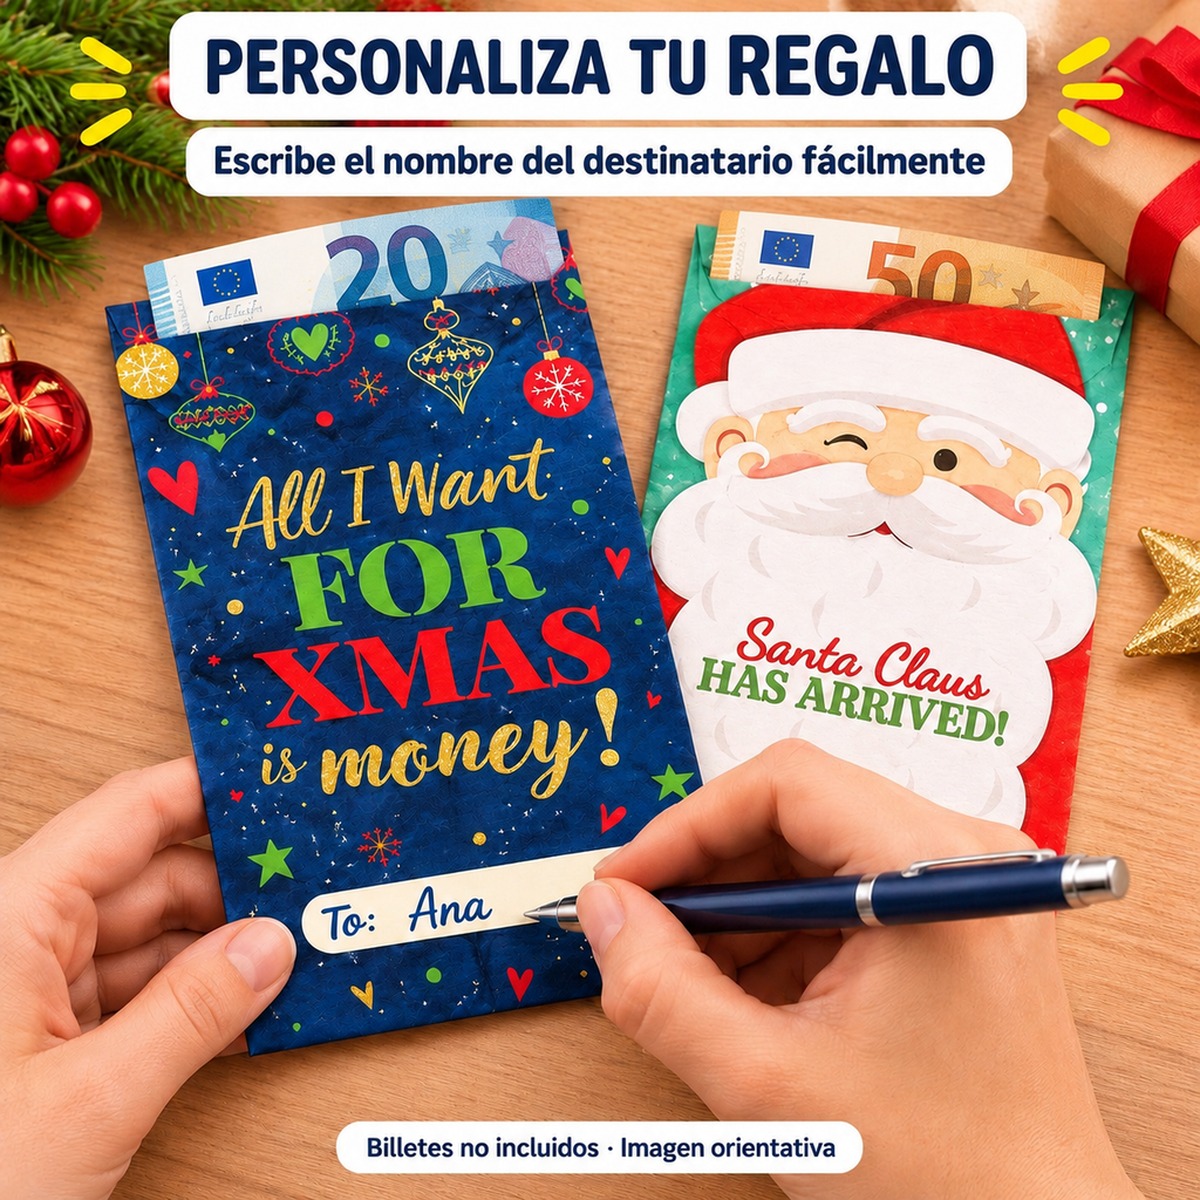 PERSONALIZA TU REGALO
Escribe el nombre del destinatario fácilmente
20
50
All I Want
FOR
XMAS
is money!
To: Ana
Santa Claus
HAS ARRIVED!
Billetes no incluidos · Imagen orientativa